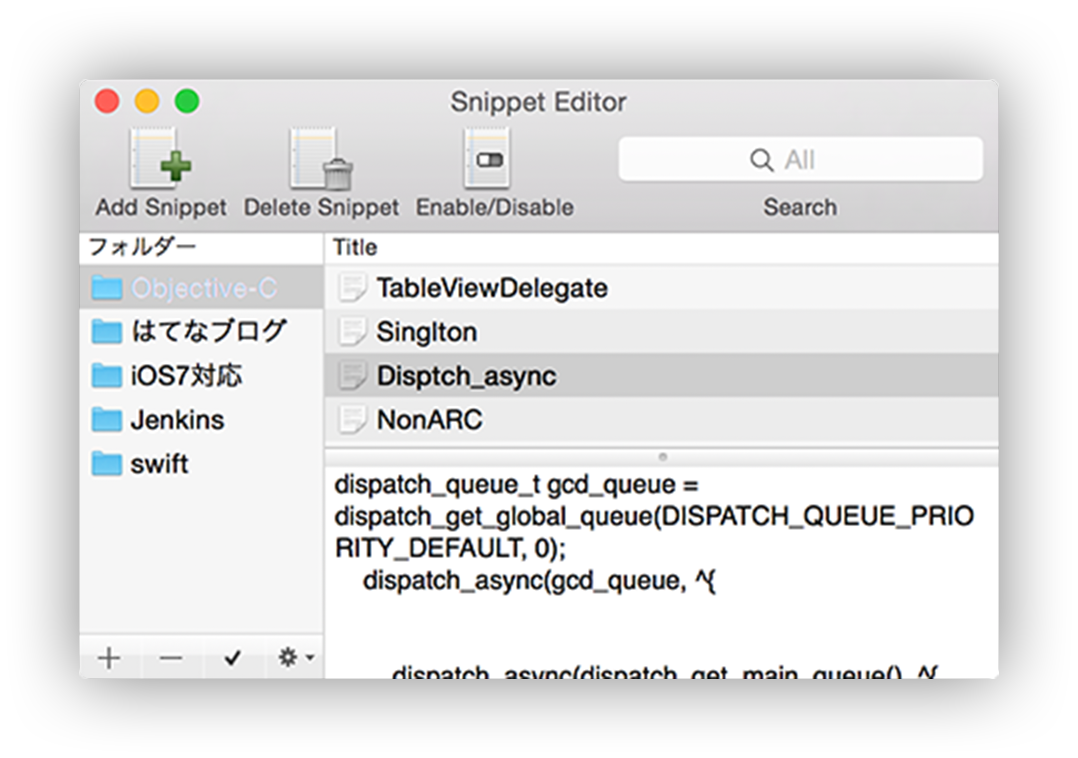 Snippet Editor
Add Snippet Delete Snippet Enable/Disable
All
Search
フォルダー
Objective-C
はてなブログ
iOS7対応
Jenkins
swift
Title
TableViewDelegate
Singlton
Disptch_async
NonARC
dispatch_queue_t gcd_queue =
dispatch_get_global_queue(DISPATCH_QUEUE_PRIO
RITY_DEFAULT, 0);
dispatch_async(gcd_queue, ^{
dispatch_async(dispatch_get_main_queue(), ^{